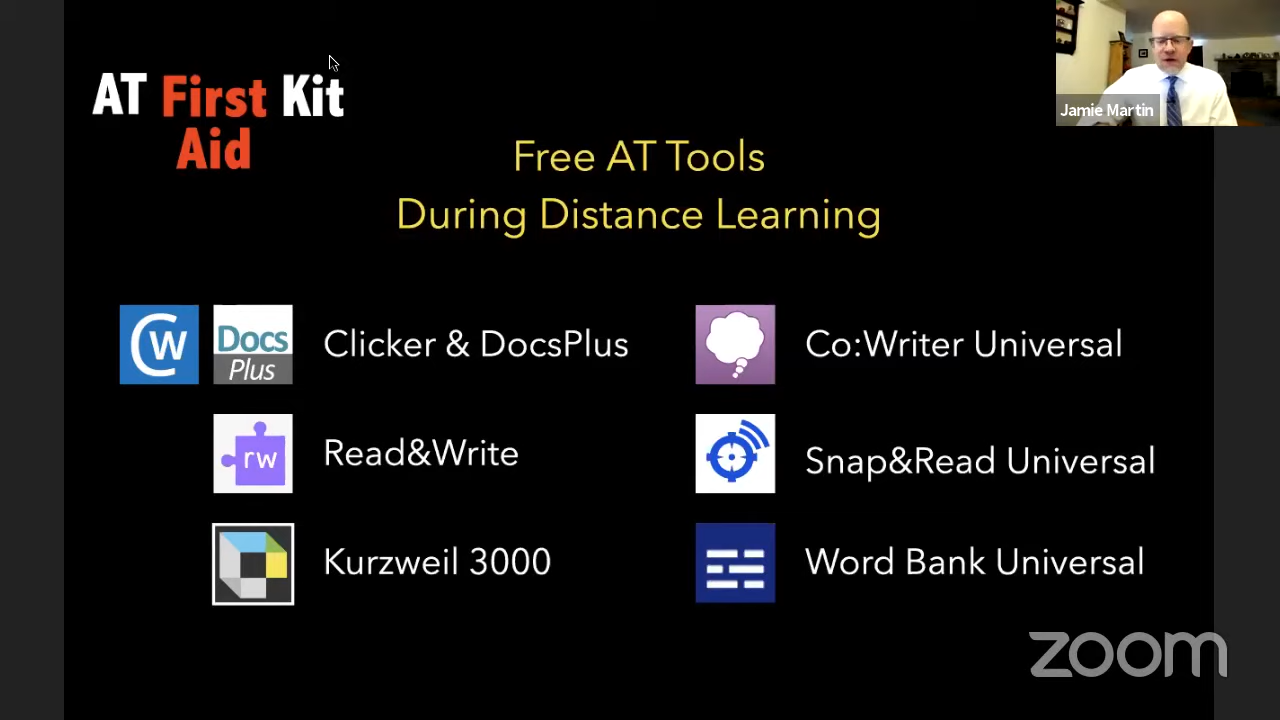 AT First Kit
Aid
Jamie Martin
Free AT Tools
During Distance Learning
CW
Docs
Plus
Clicker & DocsPlus
Co:Writer Universal
rw
Read&Write
Snap&Read Universal
Kurzweil 3000
Word Bank Universal
zoom